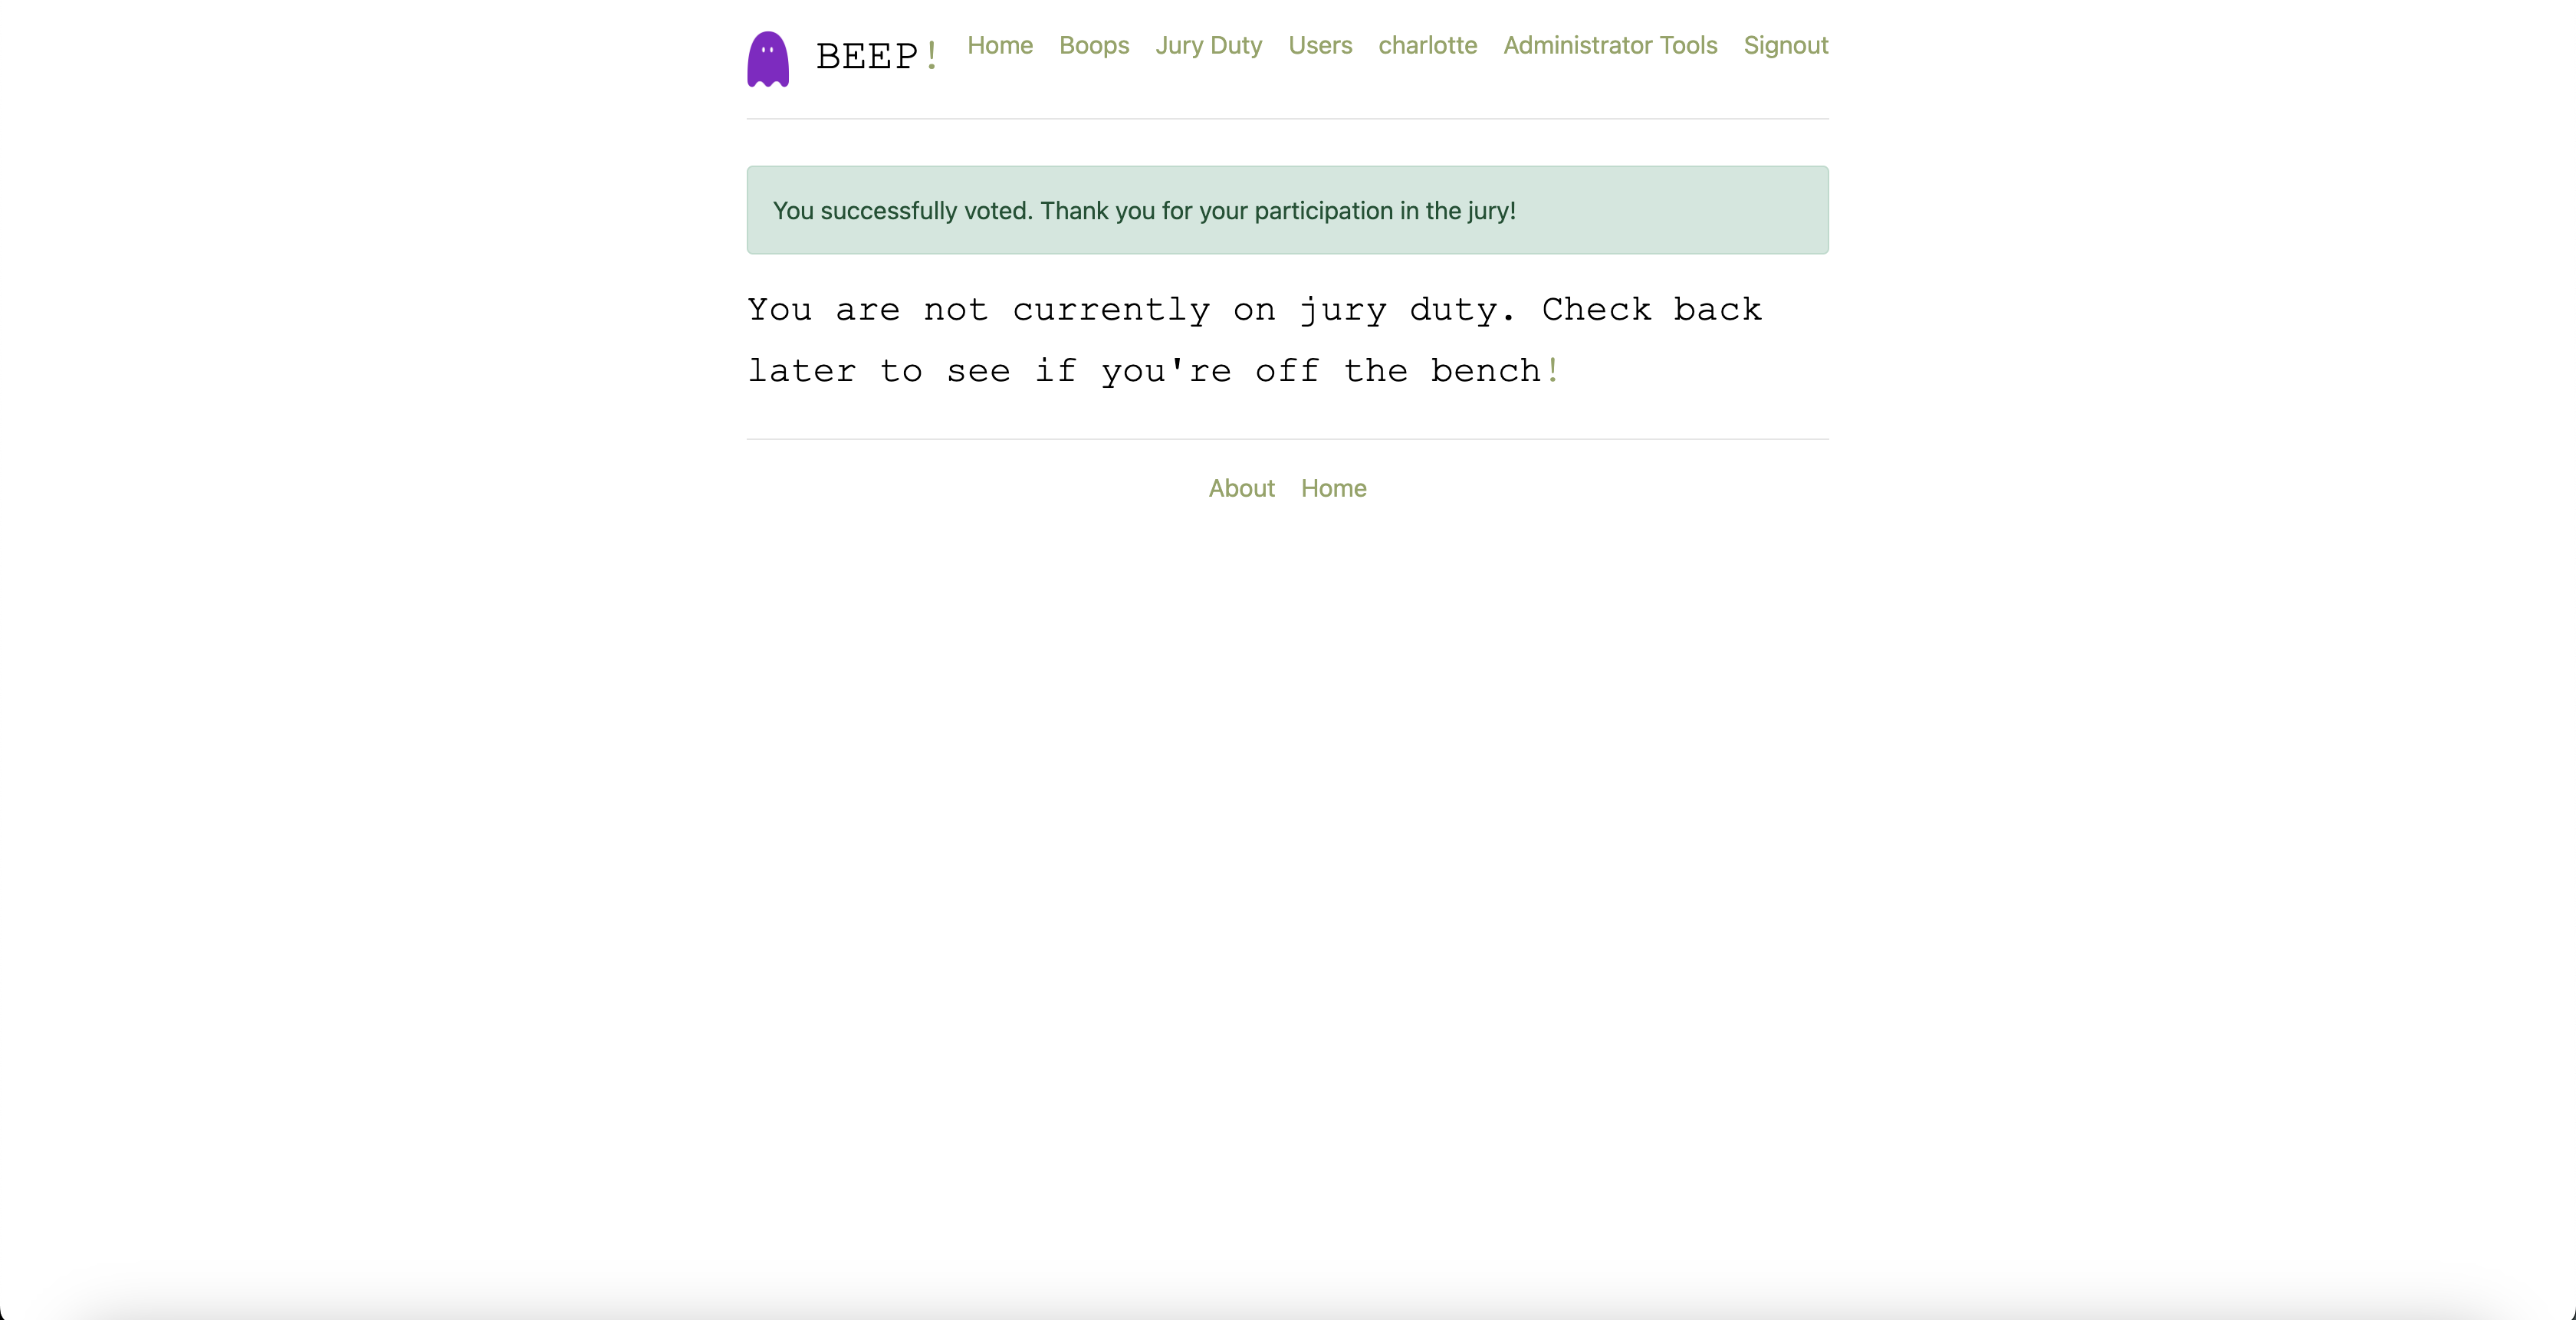 BEEP!
Home Boops Jury Duty Users charlotte Administrator Tools Signout
You successfully voted. Thank you for your participation in the jury!
You are not currently on jury duty. Check back
later to see if you're off the bench!
About Home